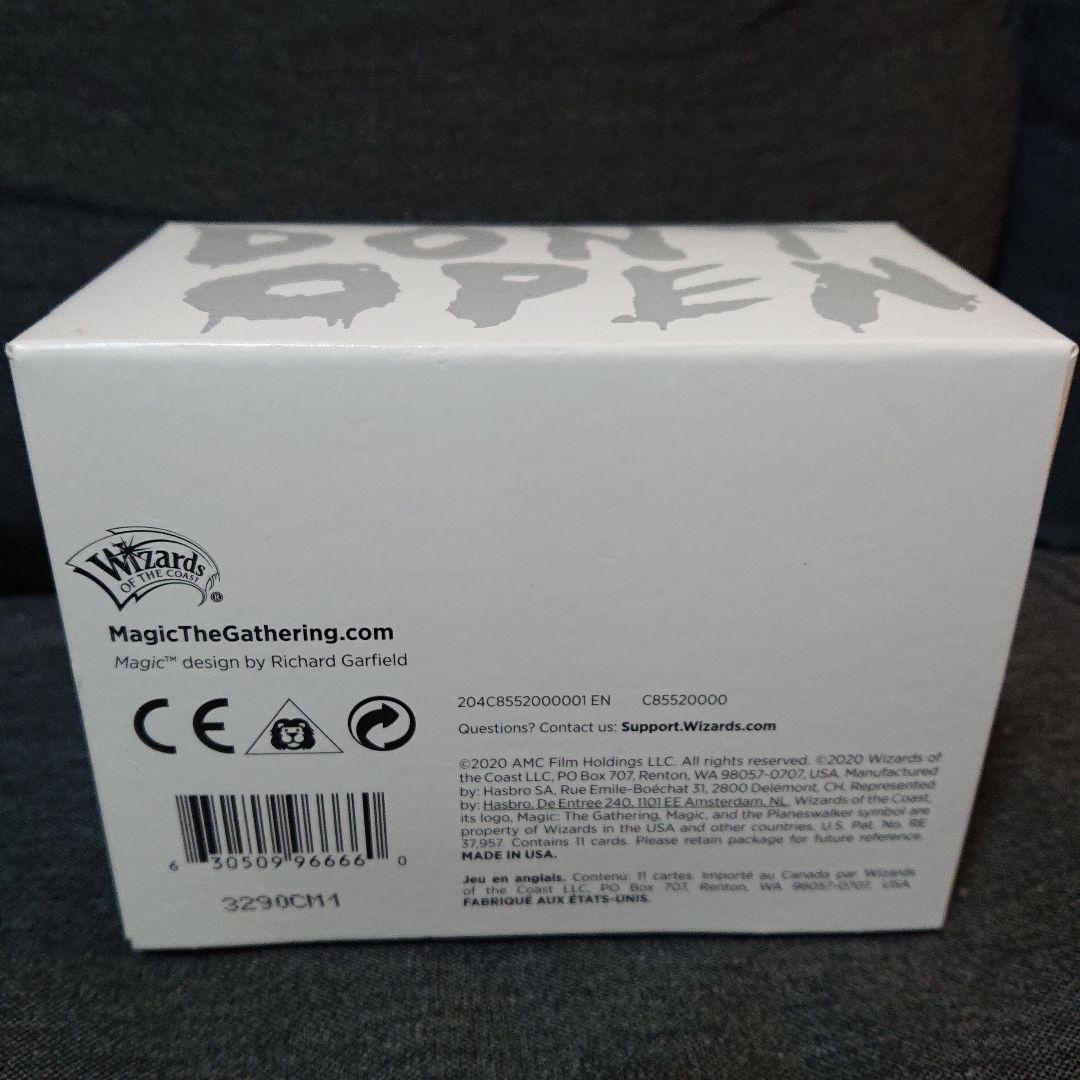 DON'T
OPEN
Wizards
OF THE COAST
®
MagicTheGathering.com
Magic™ design by Richard Garfield
CE
204C8552000001 EN C85520000
Questions? Contact us: Support.Wizards.com
©2020 AMC Film Holdings LLC. All rights reserved. ©2020 Wizards of
the Coast LLC, PO Box 707, Renton, WA 98057-0707, USA. Manufactured
by: Hasbro SA, Rue Emile-Boéchat 31, 2800 Delémont, CH. Represented
by: Hasbro, De Entree 240, 1101 EE Amsterdam, NL. Wizards of the Coast,
its logo, Magic: The Gathering, Magic, and the Planeswalker symbol are
property of Wizards in the USA and other countries. U.S. Pat. No. RE
37,957. Contains 11 cards. Please retain package for future reference.
MADE IN USA.
Jeu en anglais. Contenu: 11 cartes. Importé au Canada par Wizards
of the Coast LLC, PO Box 707, Renton, WA 98057-0707, USA.
FABRIQUÉ AUX ÉTATS-UNIS.
6 30509 96666 0
3290CM1